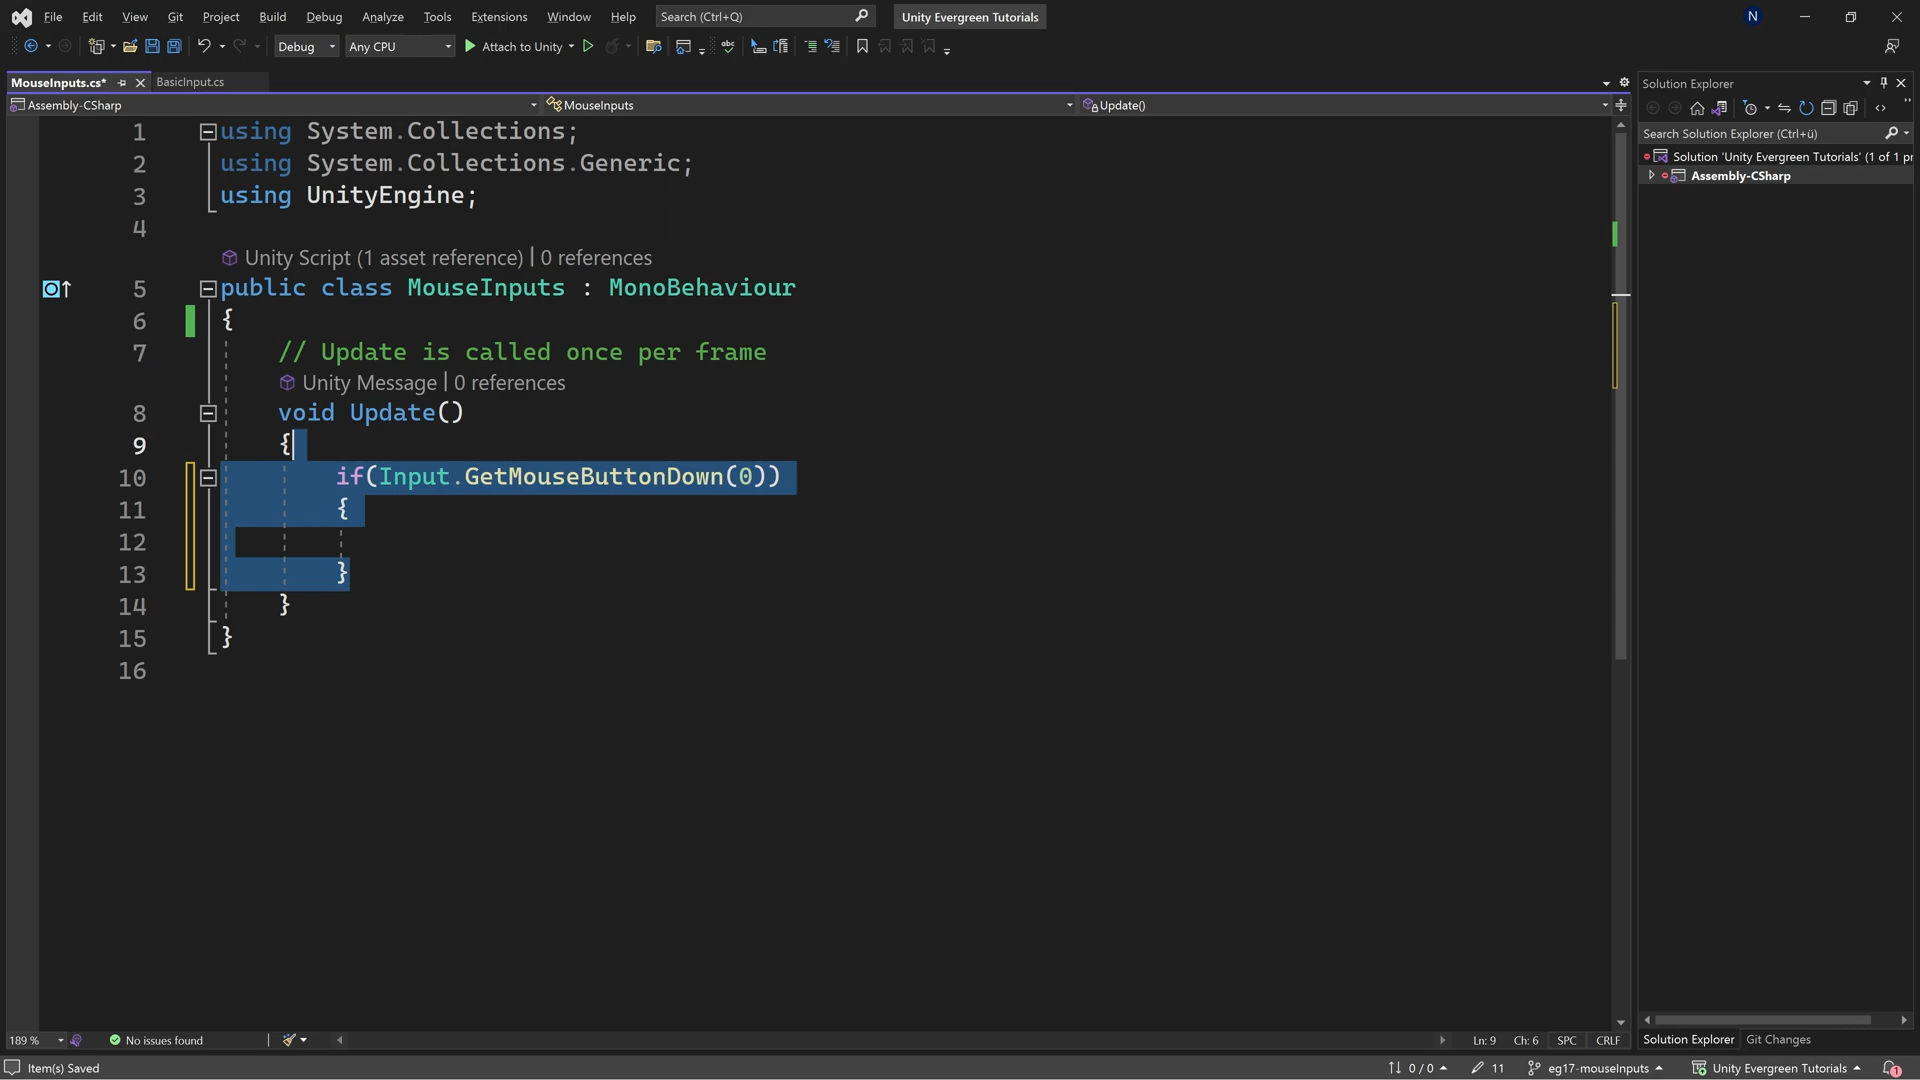 File Edit View Git Project Build Debug Analyze Tools Extensions Window Help Search (Ctrl+Q) Unity Evergreen Tutorials N
Debug Any CPU Attach to Unity
MouseInputs.cs* BasicInput.cs
Assembly-CSharp MouseInputs Update()
1 using System.Collections;
2 using System.Collections.Generic;
3 using UnityEngine;
4
Unity Script (1 asset reference) | 0 references
5 public class MouseInputs : MonoBehaviour
6 {
7 // Update is called once per frame
Unity Message | 0 references
8 void Update()
9 {
10 if(Input.GetMouseButtonDown(0))
11 {
12
13 }
14 }
15 }
16
Solution Explorer
Search Solution Explorer (Ctrl+ü)
Solution 'Unity Evergreen Tutorials' (1 of 1 pr
Assembly-CSharp
189 % No issues found Ln: 9 Ch: 6 SPC CRLF
Solution Explorer Git Changes
Item(s) Saved 0 / 0 11 eg17-mouseInputs Unity Evergreen Tutorials 1